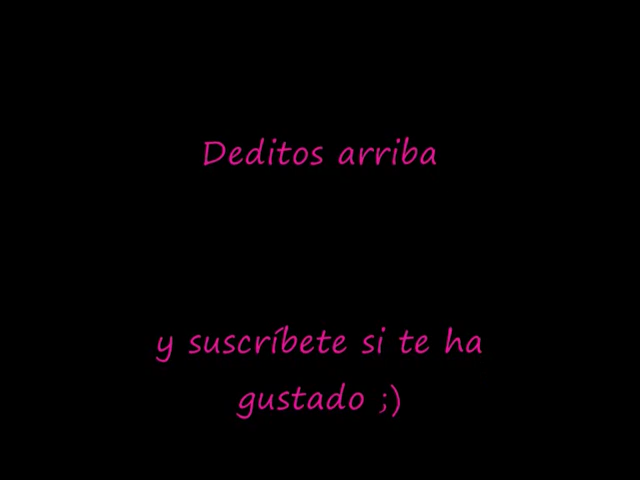 Deditos arriba
y suscríbete si te ha
gustado ;)